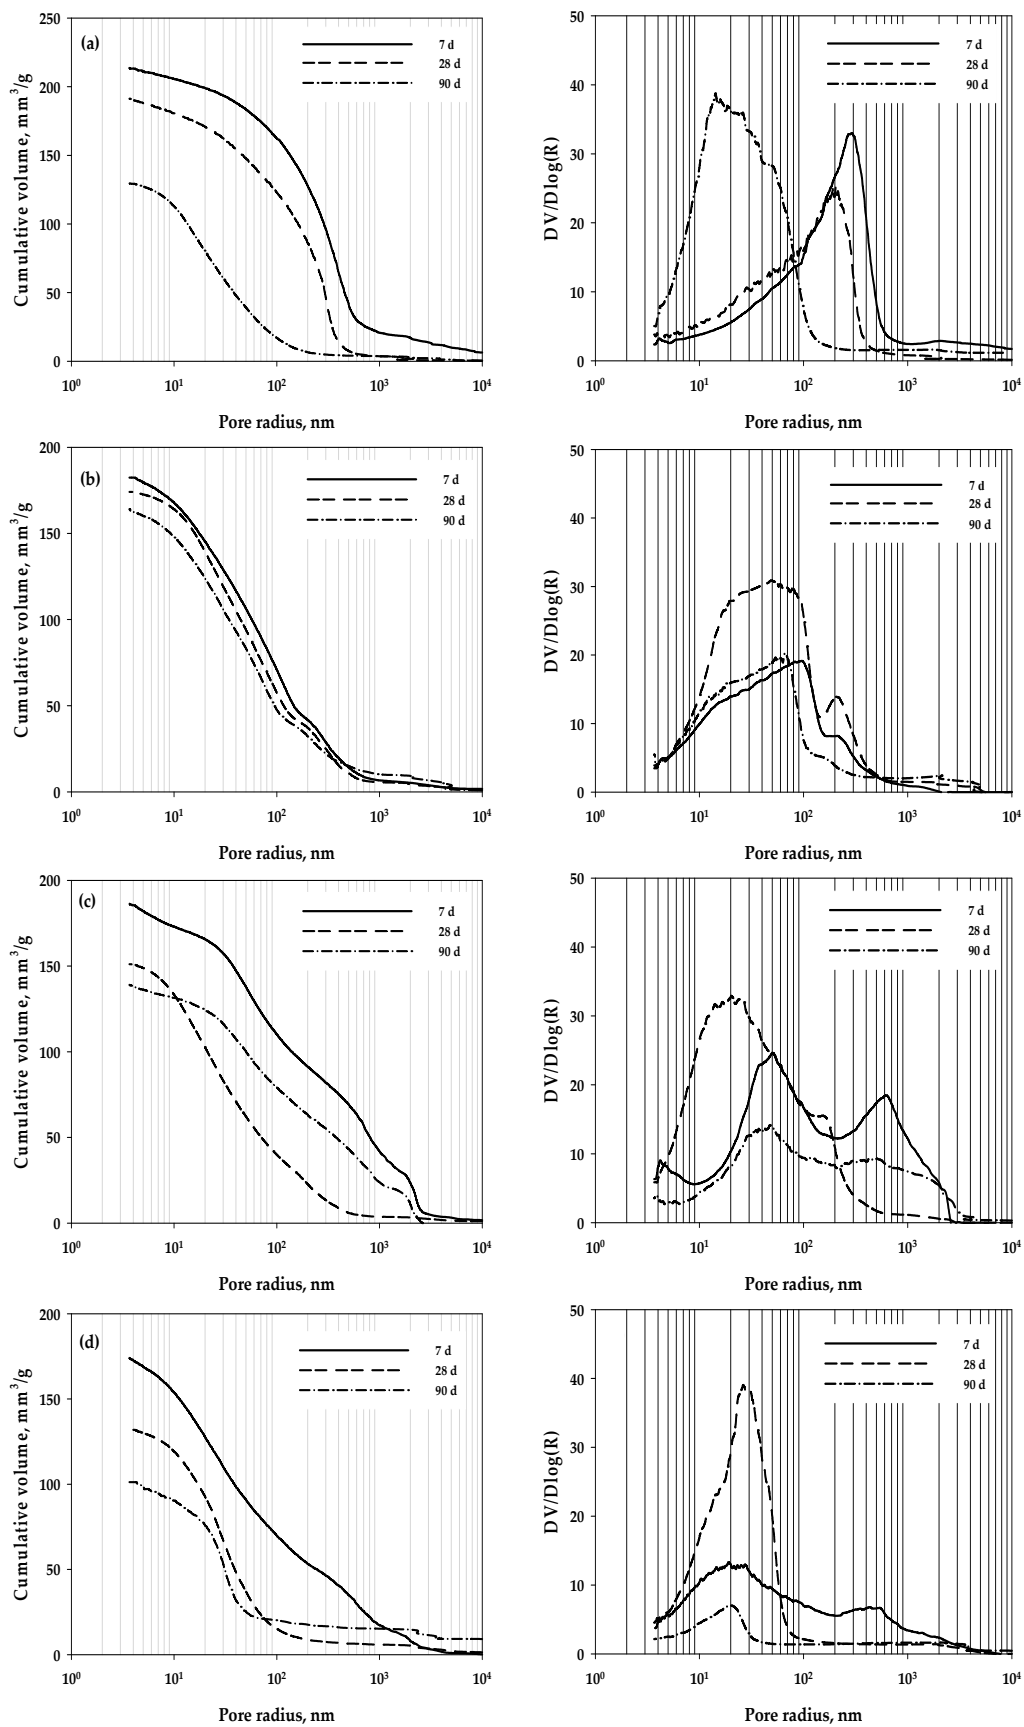 (a)
7 d
28 d
90 d
Cumulative volume, mm³/g
250
200
150
100
50
0
10⁰ 10¹ 10² 10³ 10⁴
Pore radius, nm
7 d
28 d
90 d
DV/Dlog(R)
50
40
30
20
10
0
10⁰ 10¹ 10² 10³ 10⁴
Pore radius, nm
(b)
7 d
28 d
90 d
Cumulative volume, mm³/g
200
150
100
50
0
10⁰ 10¹ 10² 10³ 10⁴
Pore radius, nm
7 d
28 d
90 d
DV/Dlog(R)
50
40
30
20
10
0
10⁰ 10¹ 10² 10³ 10⁴
Pore radius, nm
(c)
7 d
28 d
90 d
Cumulative volume, mm³/g
200
150
100
50
0
10⁰ 10¹ 10² 10³ 10⁴
Pore radius, nm
7 d
28 d
90 d
DV/Dlog(R)
50
40
30
20
10
0
10⁰ 10¹ 10² 10³ 10⁴
Pore radius, nm
(d)
7 d
28 d
90 d
Cumulative volume, mm³/g
200
150
100
50
0
10⁰ 10¹ 10² 10³ 10⁴
Pore radius, nm
7 d
28 d
90 d
DV/Dlog(R)
50
40
30
20
10
0
10⁰ 10¹ 10² 10³ 10⁴
Pore radius, nm